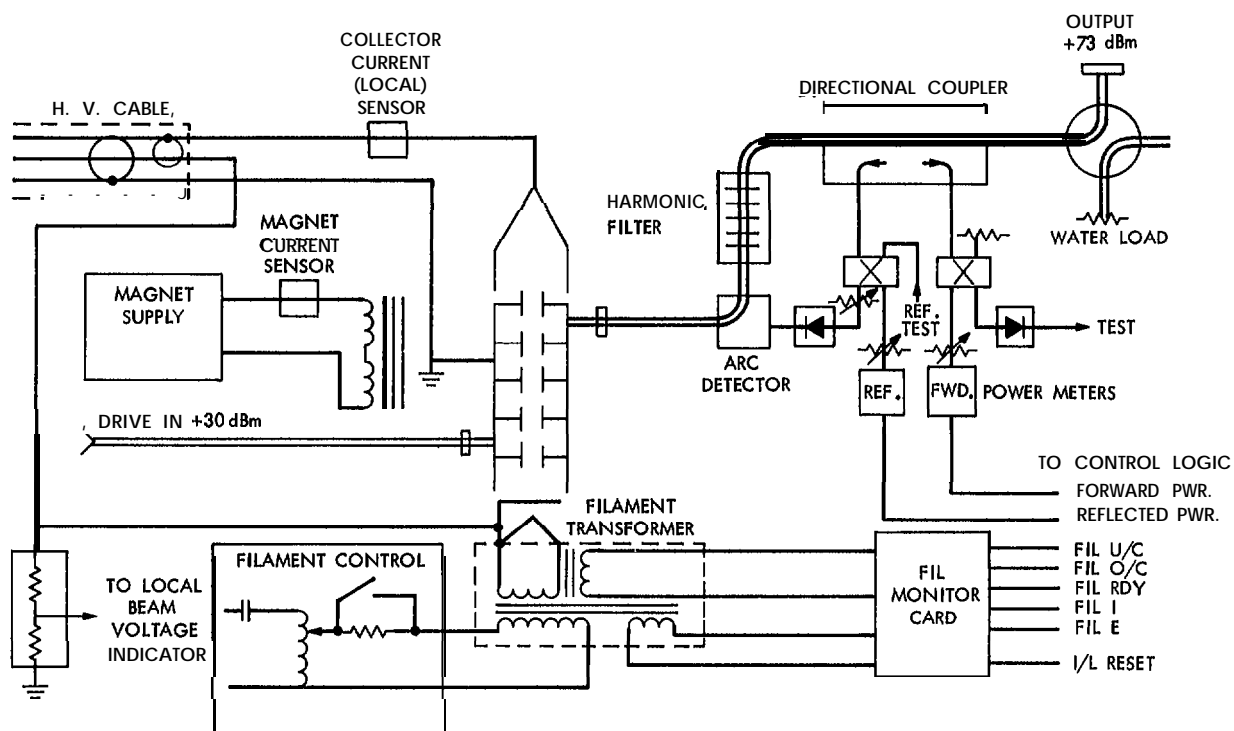 OUTPUT
+73 dBm
COLLECTOR
CURRENT
(LOCAL)
SENSOR
DIRECTIONAL COUPLER
H. V. CABLE,
HARMONIC
FILTER
WATER LOAD
MAGNET
CURRENT
SENSOR
MAGNET
SUPPLY
REF.
TEST
TEST
ARC
DETECTOR
REF.
FWD.
POWER METERS
DRIVE IN +30 dBm
TO CONTROL LOGIC
FORWARD PWR.
REFLECTED PWR.
FILAMENT
TRANSFORMER
FILAMENT CONTROL
FIL
MONITOR
CARD
FIL U/C
FIL O/C
FIL RDY
FIL I
FIL E
I/L RESET
TO LOCAL
BEAM
VOLTAGE
INDICATOR